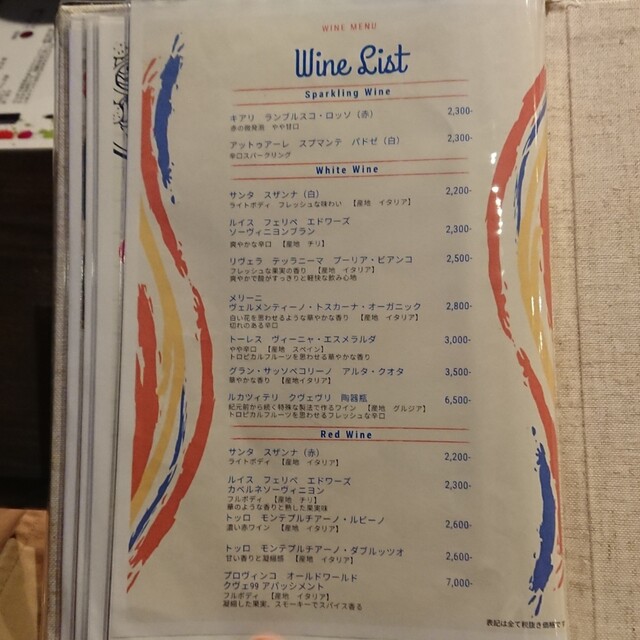 WINE MENU
Wine List
Sparkling Wine
キアリ　ランブルスコ・ロッソ（赤） 2,300-
赤の微発泡　やや甘口
アットゥアーレ　スプマンテ　パドゼ（白） 2,300-
辛口スパークリング
White Wine
サンタ　スザンナ（白） 2,200-
ライトボディ　フレッシュな味わい　【産地　イタリア】
ルイス　フェリペ　エドワーズ
ソーヴィニヨンブラン 2,300-
爽やかな辛口　【産地　チリ】
リヴェラ　テッラニーマ　プーリア・ビアンコ 2,500-
フレッシュな果実の香り　【産地　イタリア】
爽やかで酸がすっきりと軽快な飲み心地
メリーニ
ヴェルメンティーノ・トスカーナ・オーガニック 2,800-
白い花を思わせるような華やかな香り　【産地　イタリア】
切れのある辛口
トーレス　ヴィーニャ・エスメラルダ 3,000-
やや辛口　【産地　スペイン】
トロピカルフルーツを思わせる華やかな香り
グラン・サッソペコリーノ　アルタ・クオタ 3,500-
華やかな香り　【産地イタリア】
ルカツィテリ　クヴェヴリ　陶器瓶 6,500-
紀元前から続く特殊な製法で作るワイン　【産地　グルジア】
トロピカルフルーツを思わせるフレッシュな辛口
Red Wine
サンタ　スザンナ（赤） 2,200-
ライトボディ　【産地　イタリア】
ルイス　フェリペ　エドワーズ
カベルネソーヴィニヨン 2,300-
フルボディ　【産地　チリ】
華のような香りと熟した果実味
トッロ　モンテプルチアーノ・ルビーノ 2,600-
濃い赤ワイン　【産地　イタリア】
トッロ　モンテプルチアーノ・ダブルッツオ 2,600-
甘い香りと凝縮感　【産地　イタリア】
プロヴィンコ　オールドワールド
クヴェ99 アパッシメント 7,000-
フルボディ　【産地　イタリア】
凝縮した果実、スモーキーでスパイス香る
表記は全て税抜き価格です